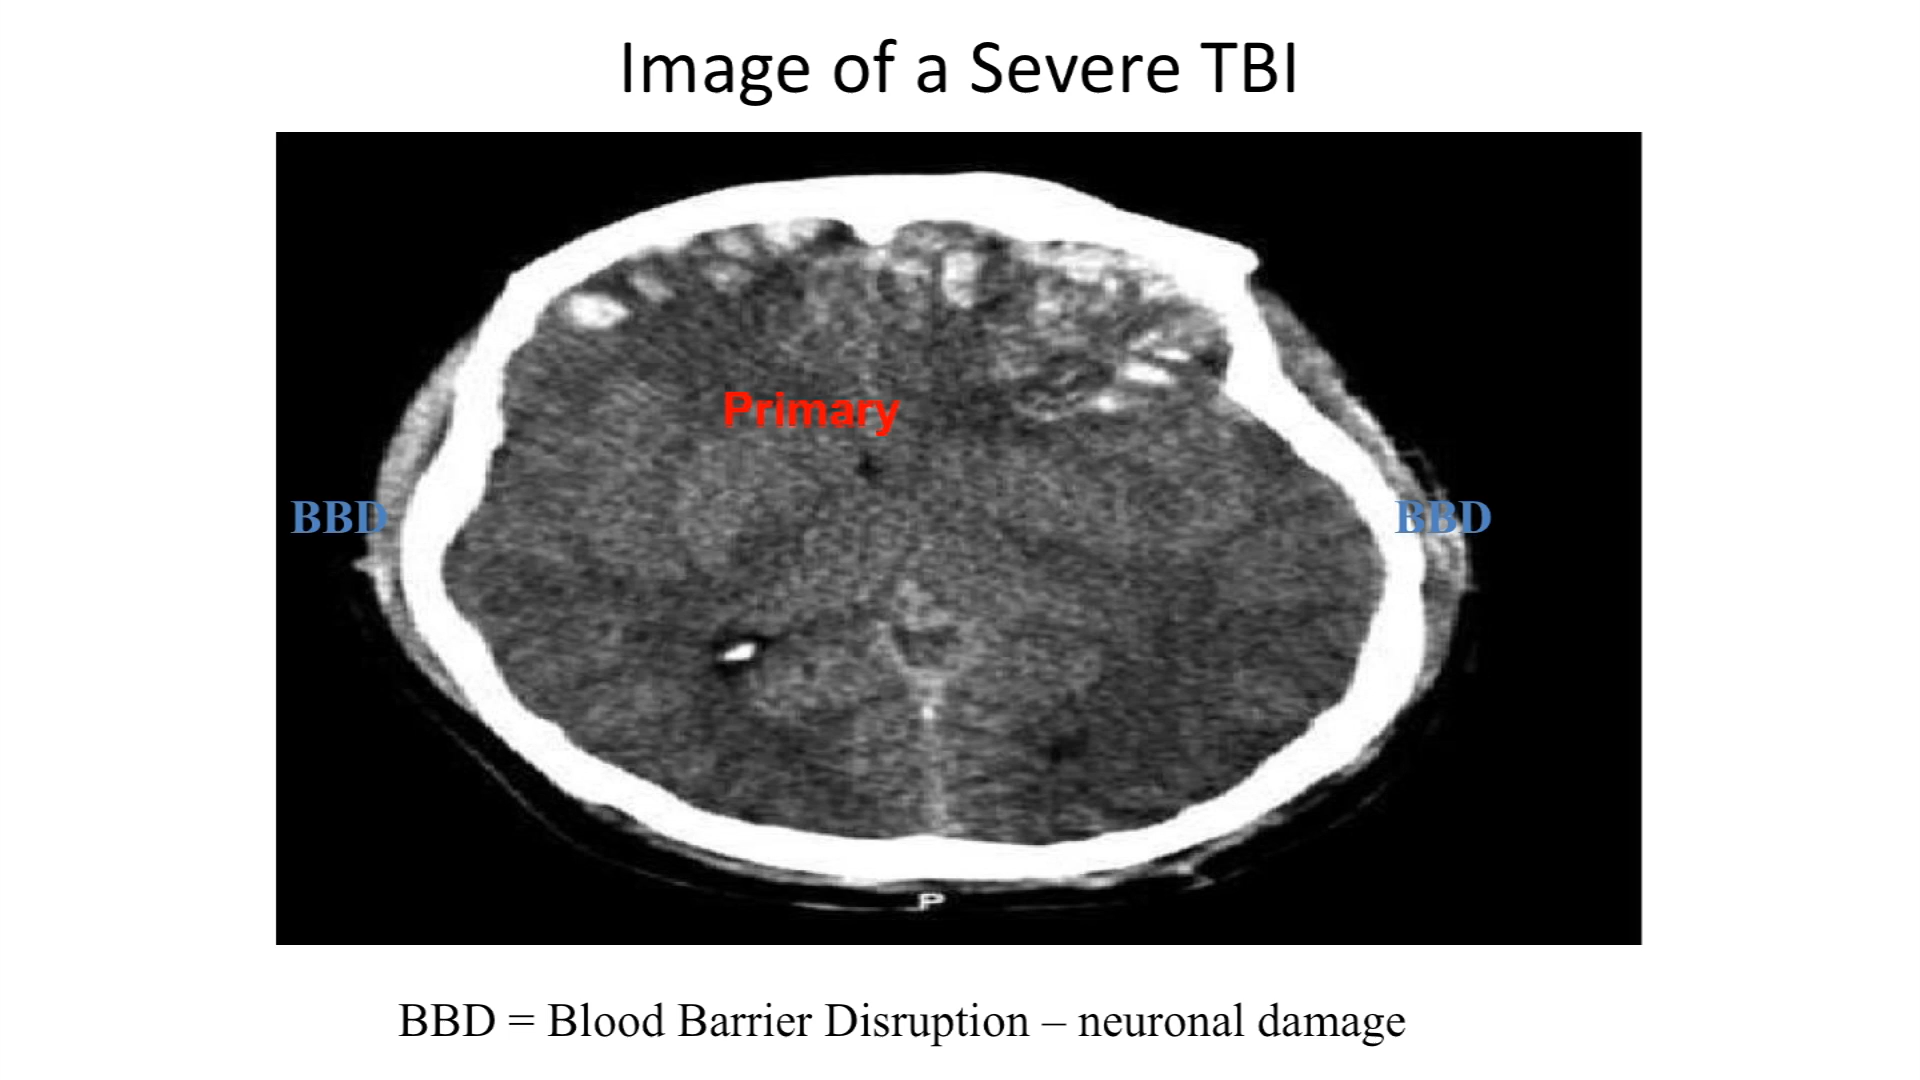 Image of a Severe TBI
Primary
BBD
BBD
P
BBD = Blood Barrier Disruption – neuronal damage